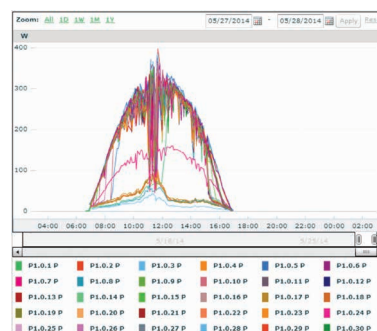 Zoom: All 1D 1W 1M 1Y 05/27/2014 - 05/28/2014 Apply
W
400
300
200
100
0
04:00 06:00 08:00 10:00 12:00 14:00 16:00 18:00 20:00 22:00 00:00 02:00
5/18/14 5/25/14
P1.0.1 P P1.0.2 P P1.0.3 P P1.0.4 P P1.0.5 P P1.0.6 P
P1.0.7 P P1.0.8 P P1.0.9 P P1.0.10 P P1.0.11 P P1.0.12 P
P1.0.13 P P1.0.14 P P1.0.15 P P1.0.16 P P1.0.17 P P1.0.18 P
P1.0.19 P P1.0.20 P P1.0.21 P P1.0.22 P P1.0.23 P P1.0.24 P
P1.0.25 P P1.0.26 P P1.0.27 P P1.0.28 P P1.0.29 P P1.0.30 P